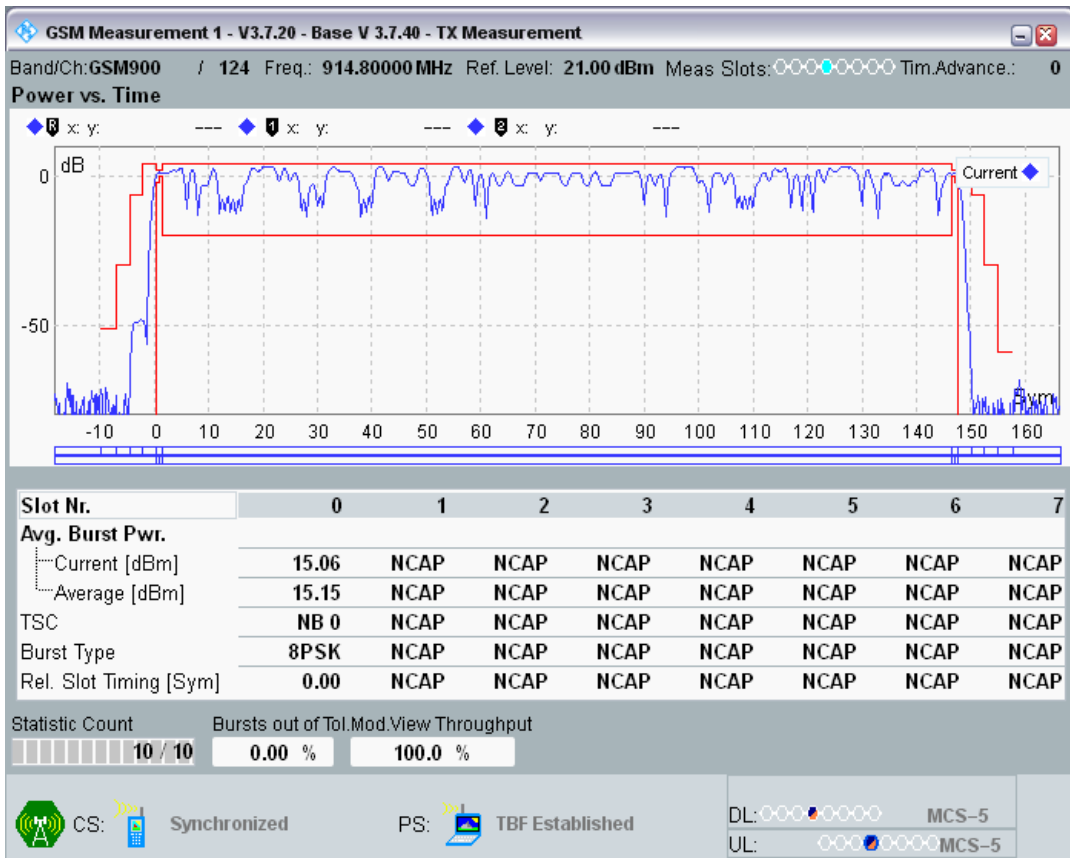 GSM Measurement 1 - V3.7.20 - Base V 3.7.40 - TX Measurement
Band/Ch:GSM900 / 124 Freq.: 914.80000 MHz Ref. Level: 21.00 dBm Meas Slots: Tim.Advance.: 0
Power vs. Time
R x: y: --- 1 x: y: --- 2 x: y: ---
dB
Current
0
-50
Sym
-10 0 10 20 30 40 50 60 70 80 90 100 110 120 130 140 150 160
Slot Nr. 0 1 2 3 4 5 6 7
Avg. Burst Pwr.
Current [dBm] 15.06 NCAP NCAP NCAP NCAP NCAP NCAP NCAP
Average [dBm] 15.15 NCAP NCAP NCAP NCAP NCAP NCAP NCAP
TSC NB 0 NCAP NCAP NCAP NCAP NCAP NCAP NCAP
Burst Type 8PSK NCAP NCAP NCAP NCAP NCAP NCAP NCAP
Rel. Slot Timing [Sym] 0.00 NCAP NCAP NCAP NCAP NCAP NCAP NCAP
Statistic Count Bursts out of Tol. Mod.View Throughput
10 / 10 0.00 % 100.0 %
CS: Synchronized PS: TBF Established DL: MCS-5
UL: MCS-5